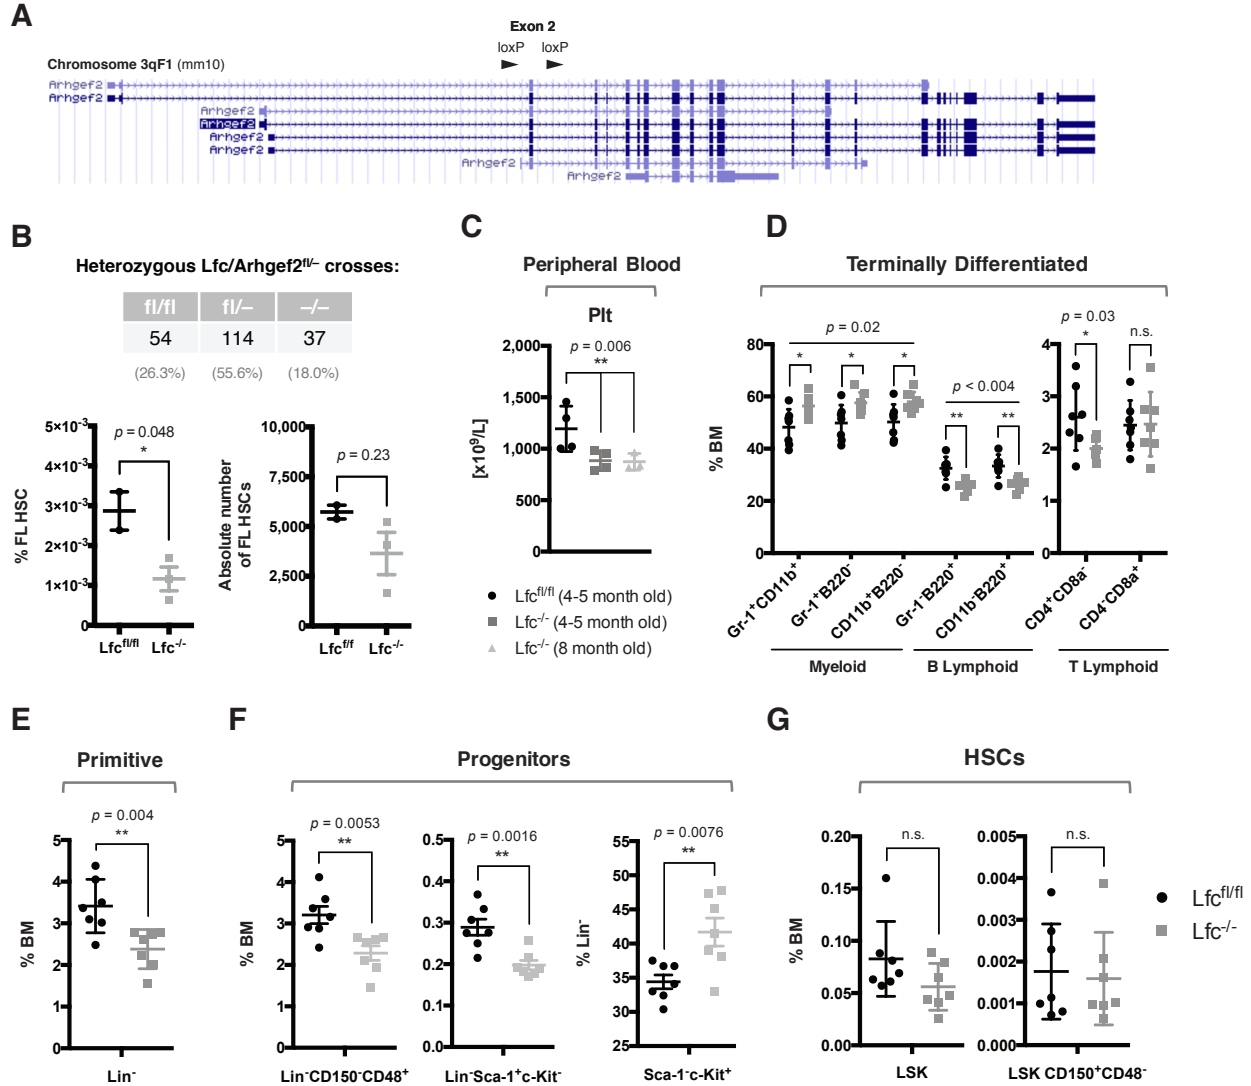 A
Exon 2
loxP loxP
Chromosome 3qF1 (mm10)
Arhgef2
Arhgef2
Arhgef2
Arhgef2
Arhgef2
Arhgef2
Arhgef2
Arhgef2
B
Heterozygous Lfc/Arhgef2fl/– crosses:
fl/fl fl/– –/–
54 114 37
(26.3%) (55.6%) (18.0%)
% FL HSC
5×10⁻³
4×10⁻³
3×10⁻³
2×10⁻³
1×10⁻³
0
p = 0.048
*
Lfcfl/fl Lfc-/-
Absolute number
of FL HSCs
10,000
7,500
5,000
2,500
0
p = 0.23
Lfcf/f Lfc-/-
C
Peripheral Blood
Plt
[x10⁹/L]
2,000
1,500
1,000
500
0
p = 0.006
**
Lfcfl/fl (4-5 month old)
Lfc-/- (4-5 month old)
Lfc-/- (8 month old)
D
Terminally Differentiated
% BM
80
60
40
20
0
p = 0.02
* * *
p < 0.004
** **
Gr-1⁺CD11b⁺
Gr-1⁺B220⁻
CD11b⁺B220⁻
Gr-1⁻B220⁺
CD11b⁻B220⁺
Myeloid B Lymphoid
4
3
2
1
0
p = 0.03
* n.s.
CD4⁺CD8a⁻
CD4⁻CD8a⁺
T Lymphoid
E
Primitive
% BM
5
4
3
2
1
0
p = 0.004
**
Lin⁻
F
Progenitors
% BM
5
4
3
2
1
0
p = 0.0053
**
Lin⁻CD150⁻CD48⁺
0.5
0.4
0.3
0.2
0.1
0.0
p = 0.0016
**
Lin⁻Sca-1⁺c-Kit⁻
% Lin⁻
55
50
45
40
35
30
25
p = 0.0076
**
Sca-1⁻c-Kit⁺
G
HSCs
% BM
0.20
0.15
0.10
0.05
0.00
n.s.
LSK
0.005
0.004
0.003
0.002
0.001
0.000
n.s.
LSK CD150⁺CD48⁻
Lfcfl/fl
Lfc-/-